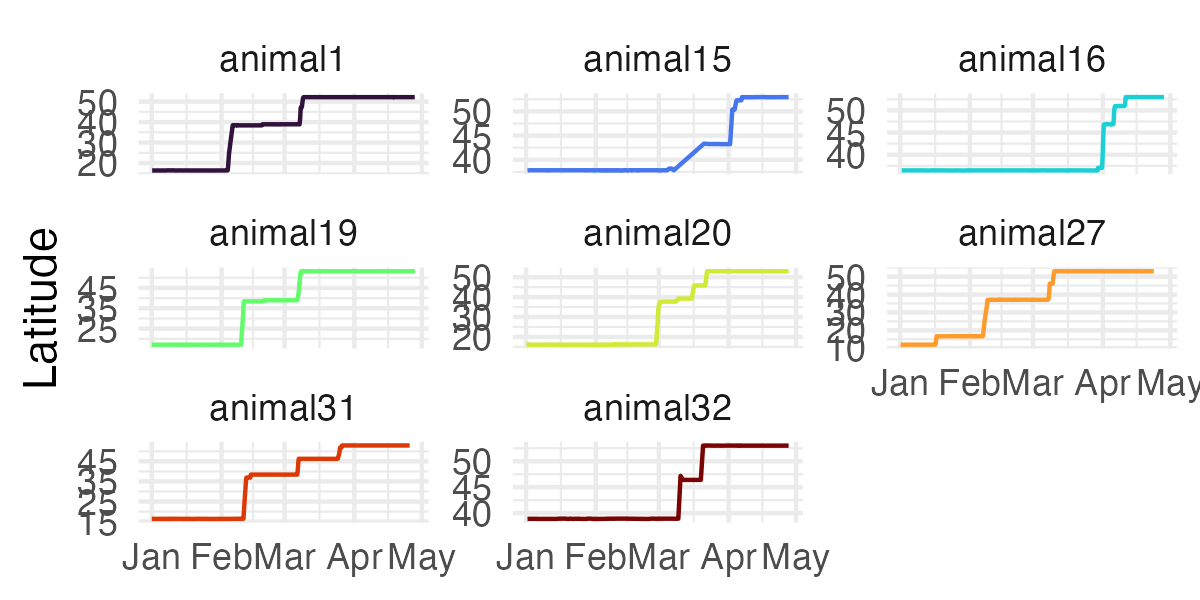 animal1 animal15 animal16
50 40 30 20
50 45 40
50 45 40
animal19 animal20 animal27
45 35 25
50 40 30 20
50 40 30 20 10
Latitude
Jan Feb Mar Apr May
animal31 animal32
45 35 25 15
50 45 40
Jan Feb Mar Apr May Jan Feb Mar Apr May